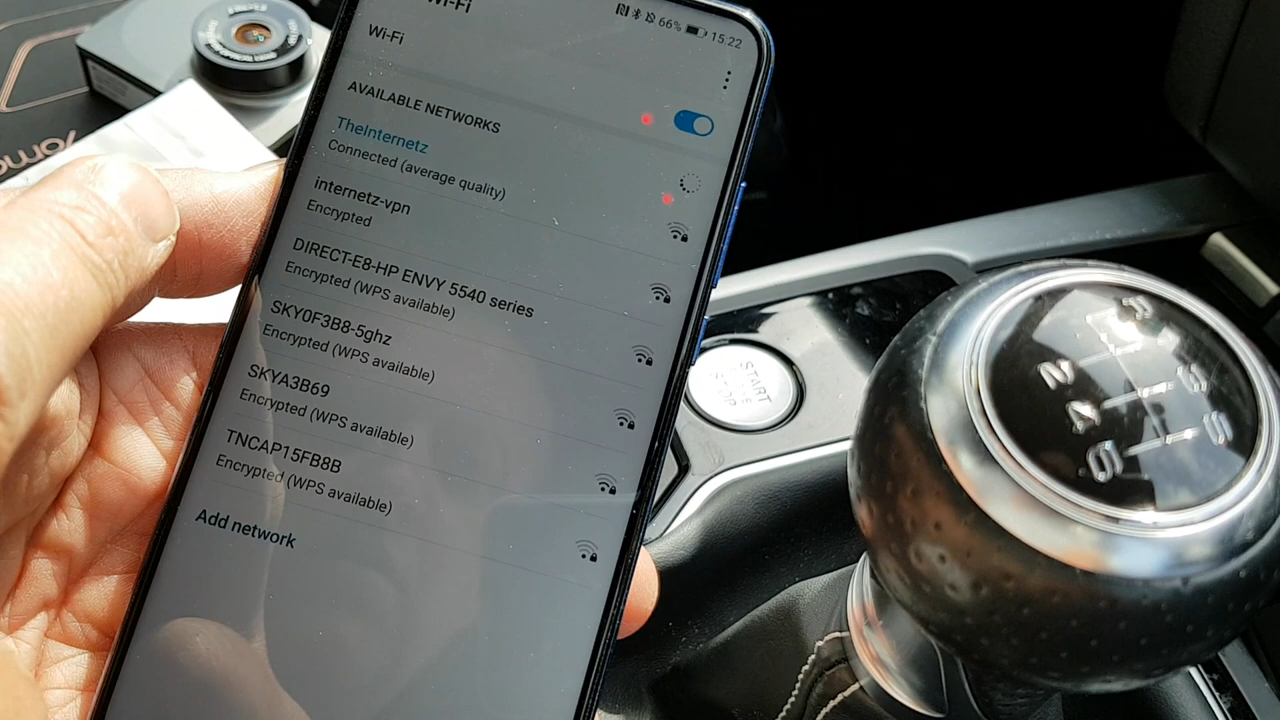 Wi-Fi
66% 15:22
Wi-Fi
AVAILABLE NETWORKS
TheInternetz
Connected (average quality)
internetz-vpn
Encrypted
DIRECT-E8-HP ENVY 5540 series
Encrypted (WPS available)
SKY0F3B8-5ghz
Encrypted (WPS available)
SKYA3B69
Encrypted (WPS available)
TNCAP15FB8B
Encrypted (WPS available)
Add network
START
STOP
R
2
4
6
3
5